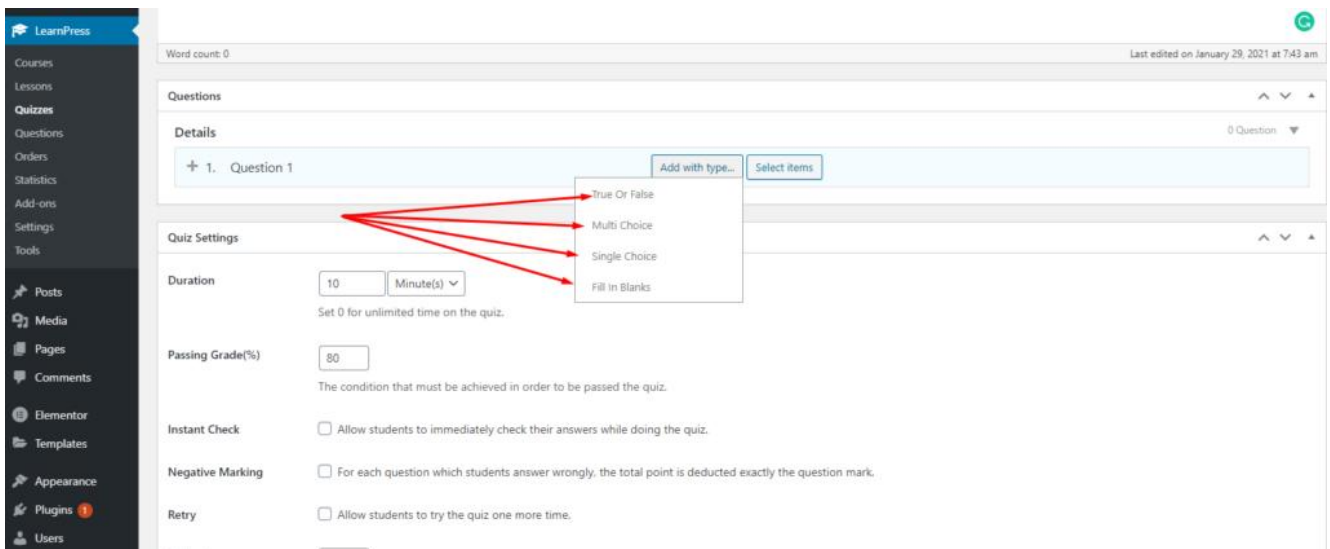 LearnPress
Courses
Lessons
Quizzes
Questions
Orders
Statistics
Add-ons
Settings
Tools
Posts
Media
Pages
Comments
Elementor
Templates
Appearance
Plugins 1
Users
Word count: 0
Last edited on January 29, 2021 at 7:43 am
Questions
Details
0 Question
1. Question 1
Add with type...
Select items
True Or False
Multi Choice
Single Choice
Fill In Blanks
Quiz Settings
Duration
10 Minute(s)
Set 0 for unlimited time on the quiz.
Passing Grade(%)
80
The condition that must be achieved in order to be passed the quiz.
Instant Check
Allow students to immediately check their answers while doing the quiz.
Negative Marking
For each question which students answer wrongly, the total point is deducted exactly the question mark.
Retry
Allow students to try the quiz one more time.